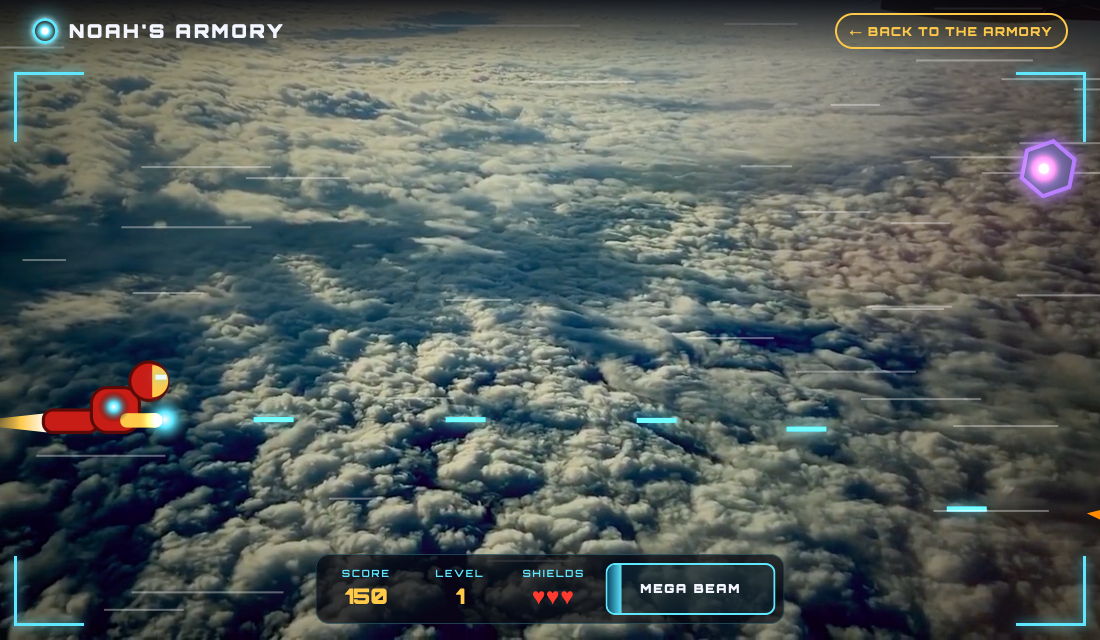 NOAH'S ARMORY
← BACK TO THE ARMORY
SCORE LEVEL SHIELDS
150 1 ♥♥♥
MEGA BEAM